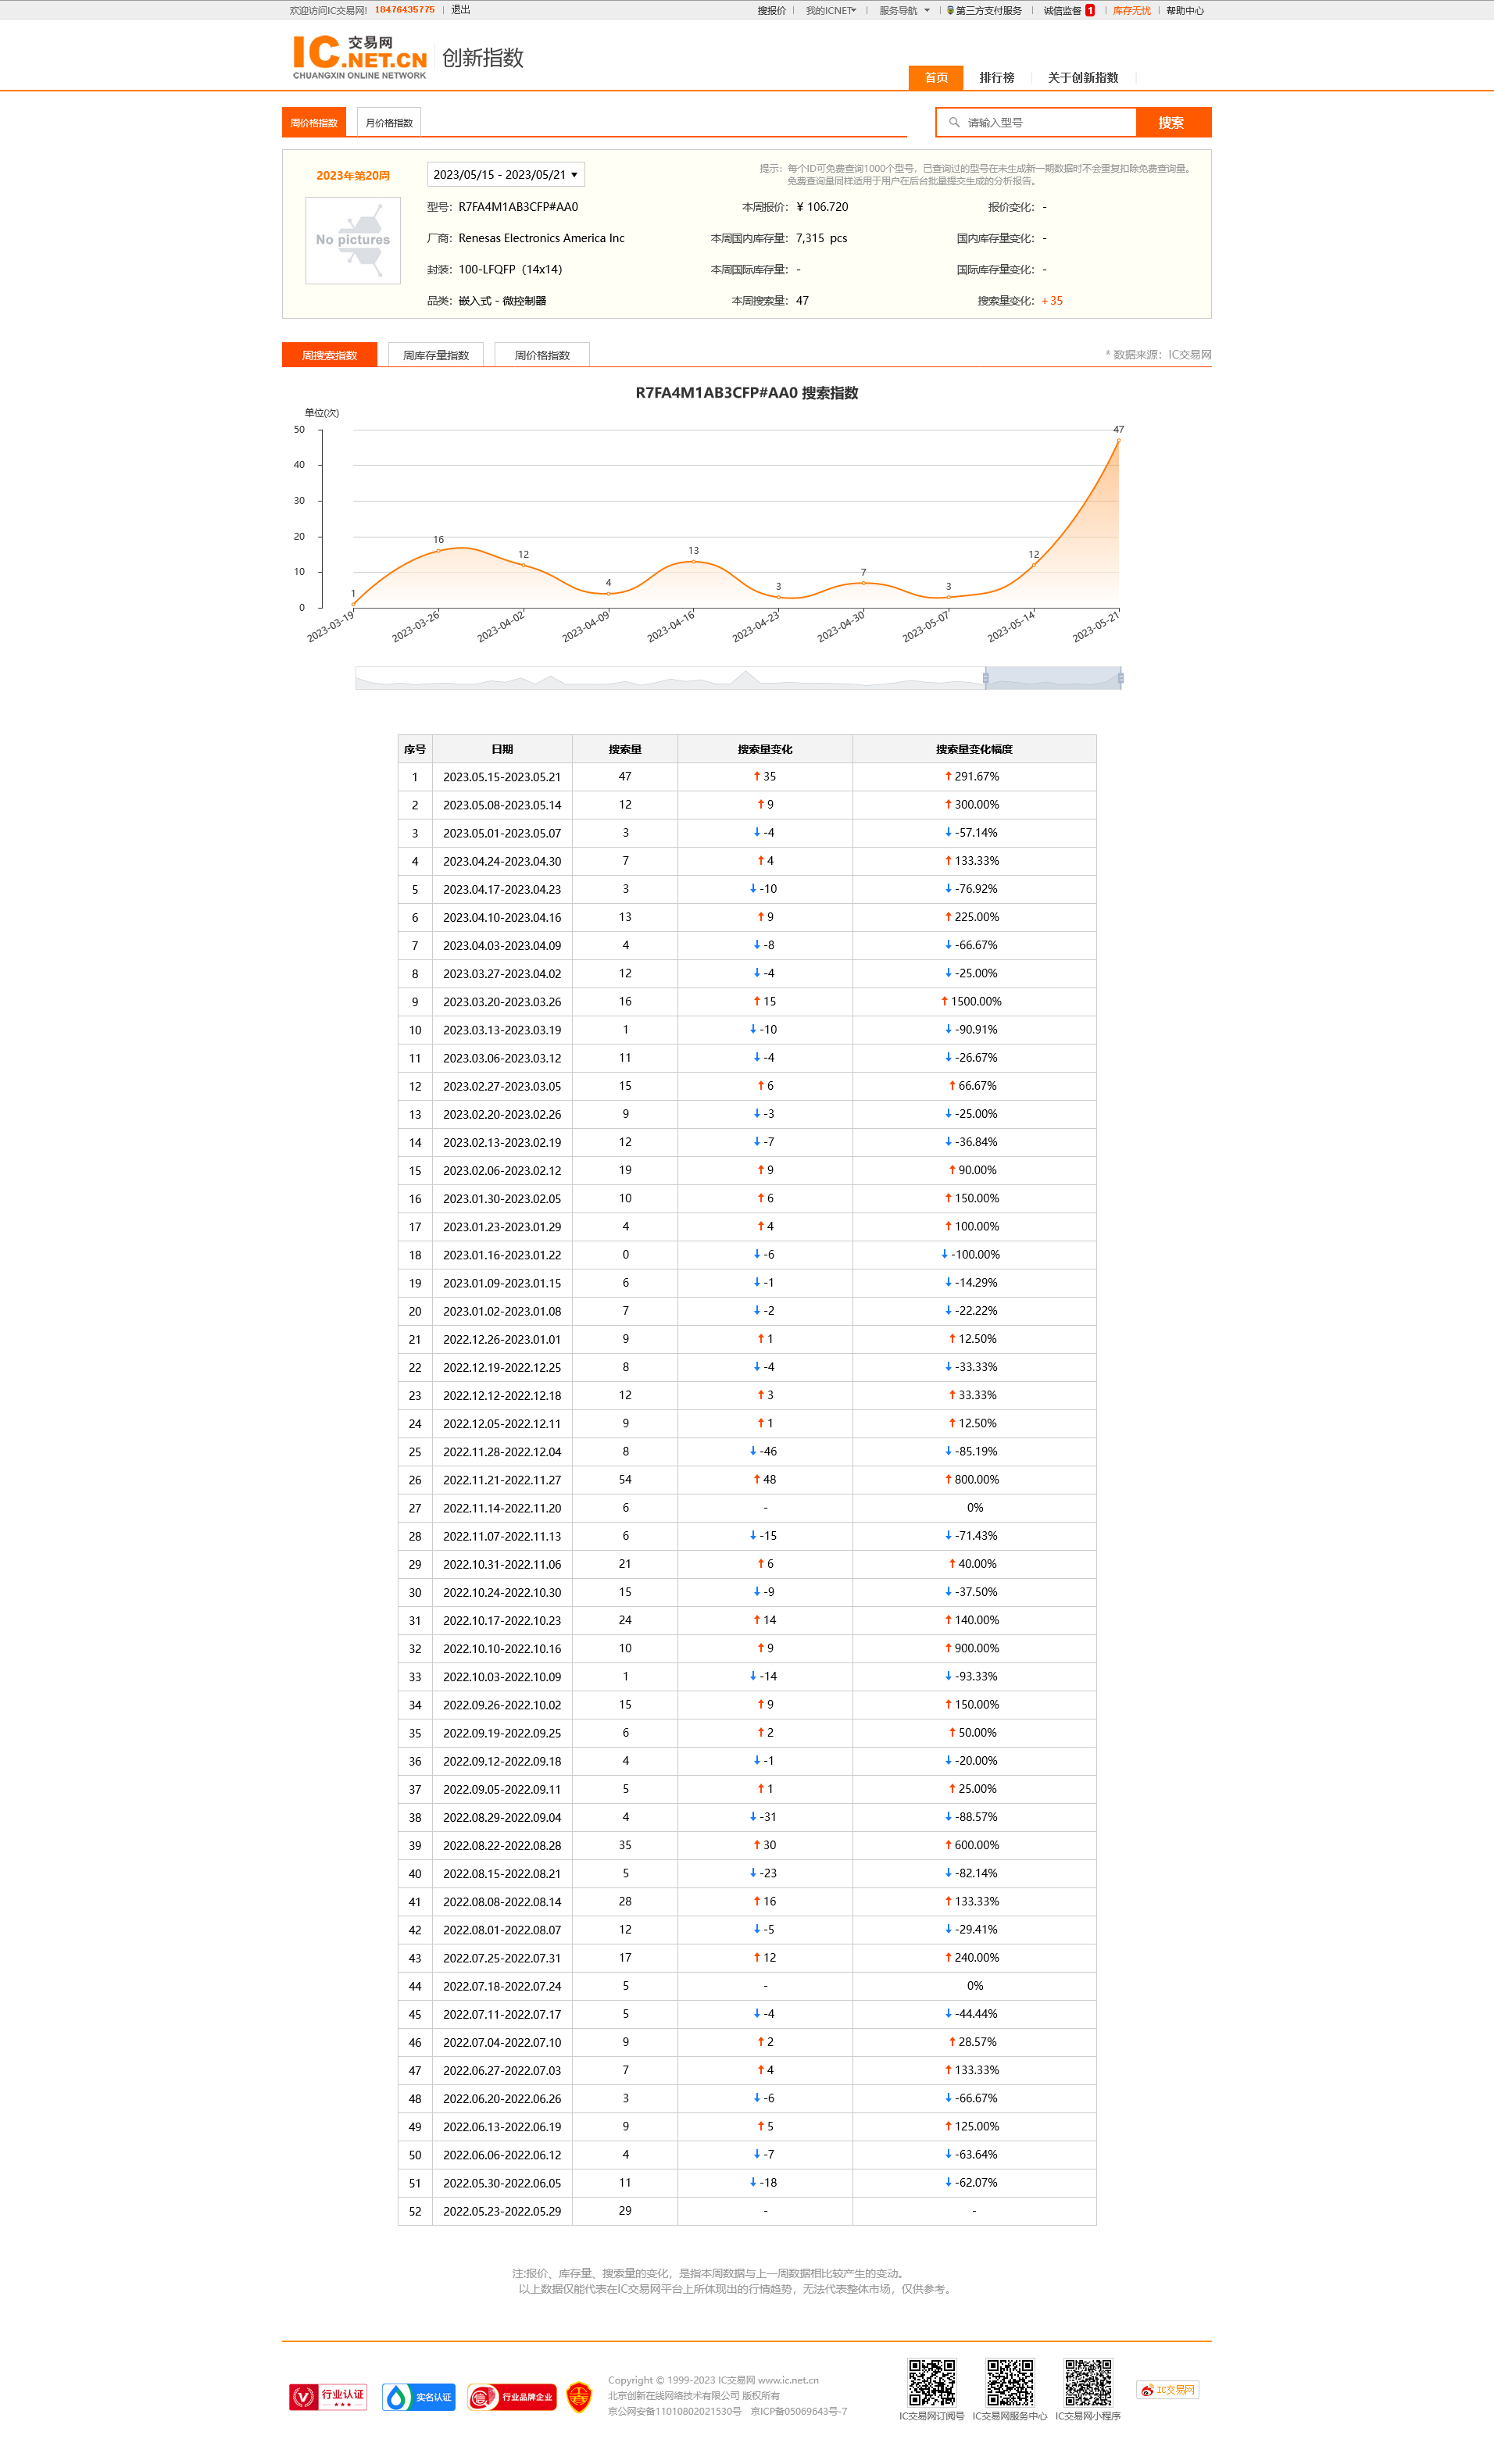 欢迎访问IC交易网! 18476435775 | 退出 搜报价 | 我的ICNET | 服务导航 | 第三方支付服务 | 诚信监督 1 | 库存无忧 | 帮助中心
IC 交易网 .NET.CN 创新指数
CHUANGXIN ONLINE NETWORK
首页 排行榜 关于创新指数
周价格指数 月价格指数 请输入型号 搜索
2023年第20周 2023/05/15 - 2023/05/21
提示：每个ID可免费查询1000个型号，已查询过的型号在未生成新一期数据时不会重复扣除免费查询量。
免费查询量同样适用于用户在后台批量提交生成的分析报告。
No pictures
型号：R7FA4M1AB3CFP#AA0 本周报价：¥ 106.720 报价变化：-
厂商：Renesas Electronics America Inc 本周国内库存量：7,315 pcs 国内库存量变化：-
封装：100-LFQFP（14x14） 本周国际库存量：- 国际库存量变化：-
品类：嵌入式 - 微控制器 本周搜索量：47 搜索量变化：+ 35
周搜索指数 周库存量指数 周价格指数 * 数据来源：IC交易网
R7FA4M1AB3CFP#AA0 搜索指数
单位(次)
50
40
30
20
10
0
1 16 12 4 13 3 7 3 12 47
2023-03-19 2023-03-26 2023-04-02 2023-04-09 2023-04-16 2023-04-23 2023-04-30 2023-05-07 2023-05-14 2023-05-21
序号 日期 搜索量 搜索量变化 搜索量变化幅度
1 2023.05.15-2023.05.21 47 ↑ 35 ↑ 291.67%
2 2023.05.08-2023.05.14 12 ↑ 9 ↑ 300.00%
3 2023.05.01-2023.05.07 3 ↓ -4 ↓ -57.14%
4 2023.04.24-2023.04.30 7 ↑ 4 ↑ 133.33%
5 2023.04.17-2023.04.23 3 ↓ -10 ↓ -76.92%
6 2023.04.10-2023.04.16 13 ↑ 9 ↑ 225.00%
7 2023.04.03-2023.04.09 4 ↓ -8 ↓ -66.67%
8 2023.03.27-2023.04.02 12 ↓ -4 ↓ -25.00%
9 2023.03.20-2023.03.26 16 ↑ 15 ↑ 1500.00%
10 2023.03.13-2023.03.19 1 ↓ -10 ↓ -90.91%
11 2023.03.06-2023.03.12 11 ↓ -4 ↓ -26.67%
12 2023.02.27-2023.03.05 15 ↑ 6 ↑ 66.67%
13 2023.02.20-2023.02.26 9 ↓ -3 ↓ -25.00%
14 2023.02.13-2023.02.19 12 ↓ -7 ↓ -36.84%
15 2023.02.06-2023.02.12 19 ↑ 9 ↑ 90.00%
16 2023.01.30-2023.02.05 10 ↑ 6 ↑ 150.00%
17 2023.01.23-2023.01.29 4 ↑ 4 ↑ 100.00%
18 2023.01.16-2023.01.22 0 ↓ -6 ↓ -100.00%
19 2023.01.09-2023.01.15 6 ↓ -1 ↓ -14.29%
20 2023.01.02-2023.01.08 7 ↓ -2 ↓ -22.22%
21 2022.12.26-2023.01.01 9 ↑ 1 ↑ 12.50%
22 2022.12.19-2022.12.25 8 ↓ -4 ↓ -33.33%
23 2022.12.12-2022.12.18 12 ↑ 3 ↑ 33.33%
24 2022.12.05-2022.12.11 9 ↑ 1 ↑ 12.50%
25 2022.11.28-2022.12.04 8 ↓ -46 ↓ -85.19%
26 2022.11.21-2022.11.27 54 ↑ 48 ↑ 800.00%
27 2022.11.14-2022.11.20 6 - 0%
28 2022.11.07-2022.11.13 6 ↓ -15 ↓ -71.43%
29 2022.10.31-2022.11.06 21 ↑ 6 ↑ 40.00%
30 2022.10.24-2022.10.30 15 ↓ -9 ↓ -37.50%
31 2022.10.17-2022.10.23 24 ↑ 14 ↑ 140.00%
32 2022.10.10-2022.10.16 10 ↑ 9 ↑ 900.00%
33 2022.10.03-2022.10.09 1 ↓ -14 ↓ -93.33%
34 2022.09.26-2022.10.02 15 ↑ 9 ↑ 150.00%
35 2022.09.19-2022.09.25 6 ↑ 2 ↑ 50.00%
36 2022.09.12-2022.09.18 4 ↓ -1 ↓ -20.00%
37 2022.09.05-2022.09.11 5 ↑ 1 ↑ 25.00%
38 2022.08.29-2022.09.04 4 ↓ -31 ↓ -88.57%
39 2022.08.22-2022.08.28 35 ↑ 30 ↑ 600.00%
40 2022.08.15-2022.08.21 5 ↓ -23 ↓ -82.14%
41 2022.08.08-2022.08.14 28 ↑ 16 ↑ 133.33%
42 2022.08.01-2022.08.07 12 ↓ -5 ↓ -29.41%
43 2022.07.25-2022.07.31 17 ↑ 12 ↑ 240.00%
44 2022.07.18-2022.07.24 5 - 0%
45 2022.07.11-2022.07.17 5 ↓ -4 ↓ -44.44%
46 2022.07.04-2022.07.10 9 ↑ 2 ↑ 28.57%
47 2022.06.27-2022.07.03 7 ↑ 4 ↑ 133.33%
48 2022.06.20-2022.06.26 3 ↓ -6 ↓ -66.67%
49 2022.06.13-2022.06.19 9 ↑ 5 ↑ 125.00%
50 2022.06.06-2022.06.12 4 ↓ -7 ↓ -63.64%
51 2022.05.30-2022.06.05 11 ↓ -18 ↓ -62.07%
52 2022.05.23-2022.05.29 29 - -
注:报价、库存量、搜索量的变化，是指本周数据与上一周数据相比较产生的变动。
以上数据仅能代表在IC交易网平台上所体现出的行情趋势，无法代表整体市场，仅供参考。
行业认证 实名认证 行业品牌企业
Copyright © 1999-2023 IC交易网 www.ic.net.cn
北京创新在线网络技术有限公司 版权所有
京公网安备11010802021530号 京ICP备05069643号-7
IC交易网订阅号 IC交易网服务中心 IC交易网小程序
IC交易网